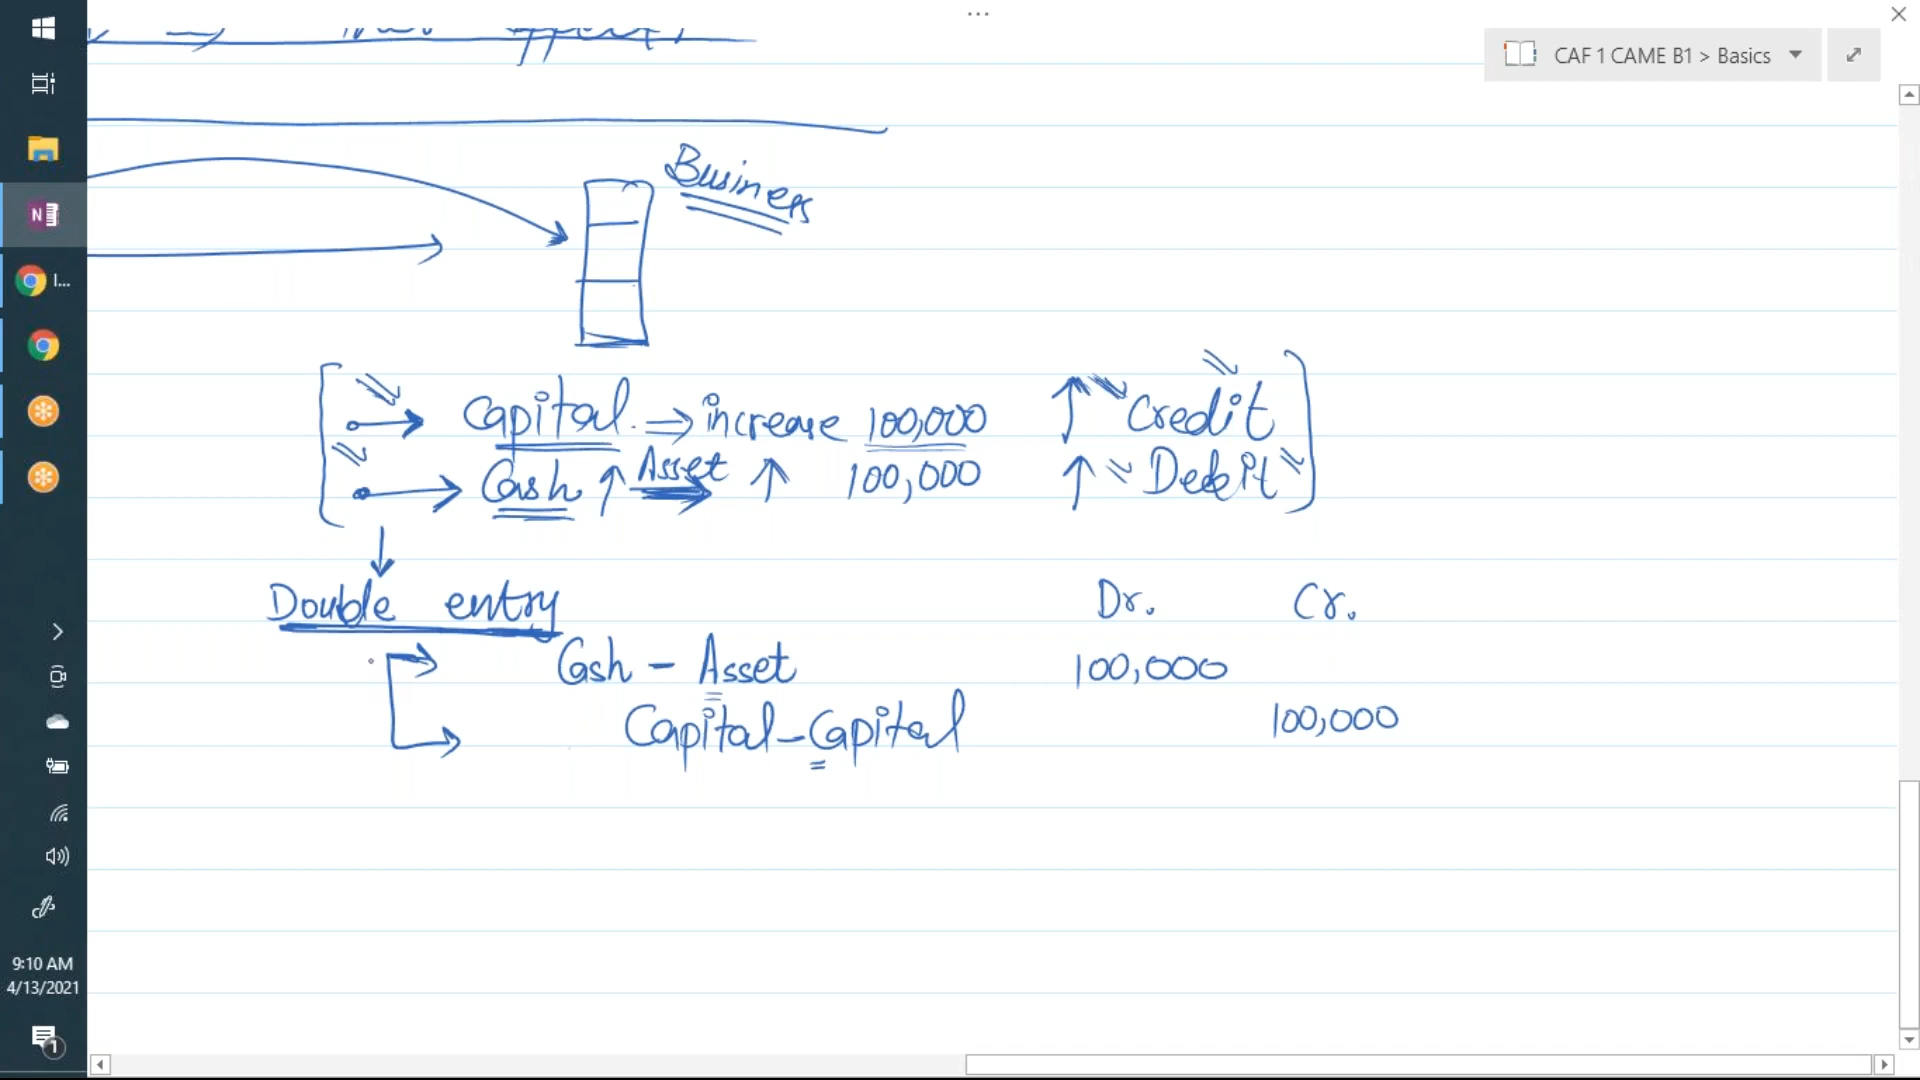 CAF 1 CAME B1 > Basics
Business
I...
Capital. ⇒ increase 100,000 ↑ Credit
Cash ↑ Asset ↑ 100,000 ↑ Debit
Double entry Dr. Cr.
Cash – Asset 100,000
Capital – Capital 100,000
9:10 AM
4/13/2021
1